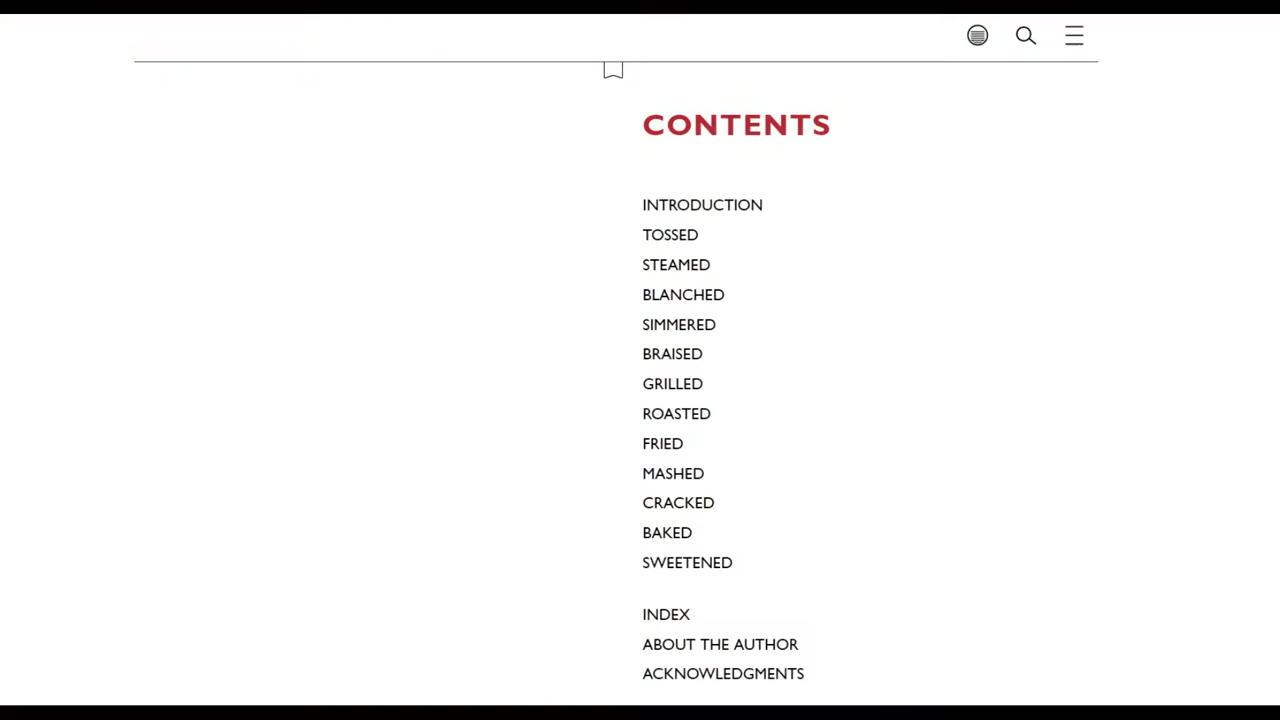 CONTENTS
INTRODUCTION
TOSSED
STEAMED
BLANCHED
SIMMERED
BRAISED
GRILLED
ROASTED
FRIED
MASHED
CRACKED
BAKED
SWEETENED
INDEX
ABOUT THE AUTHOR
ACKNOWLEDGMENTS